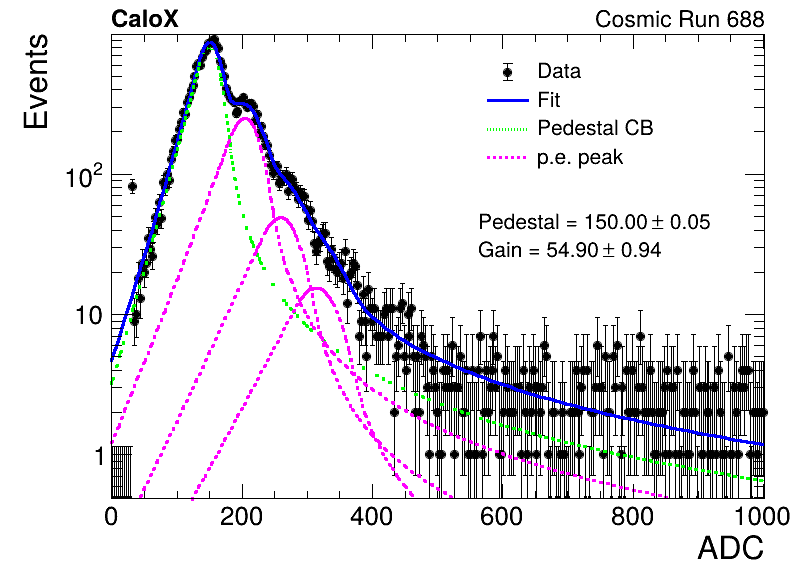 CaloX
Cosmic Run 688
Events
Data
Fit
Pedestal CB
p.e. peak
Pedestal = 150.00 ± 0.05
Gain = 54.90 ± 0.94
10²
10
1
0 200 400 600 800 1000
ADC